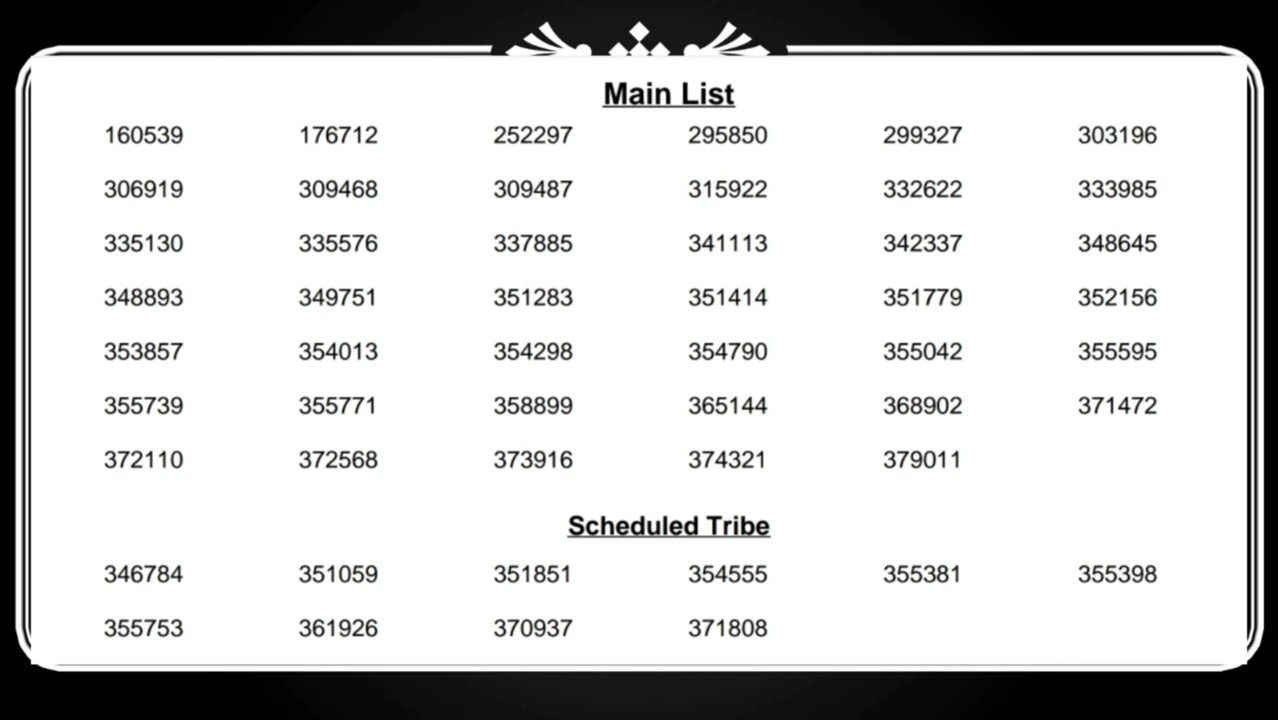 Main List
160539 176712 252297 295850 299327 303196
306919 309468 309487 315922 332622 333985
335130 335576 337885 341113 342337 348645
348893 349751 351283 351414 351779 352156
353857 354013 354298 354790 355042 355595
355739 355771 358899 365144 368902 371472
372110 372568 373916 374321 379011
Scheduled Tribe
346784 351059 351851 354555 355381 355398
355753 361926 370937 371808